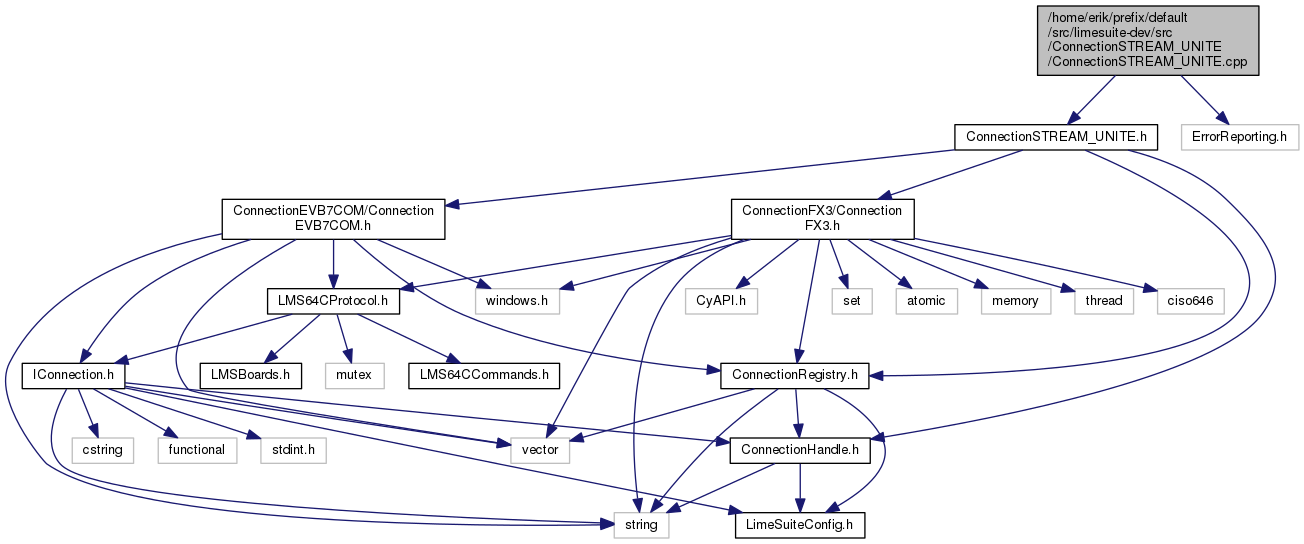 /home/erik/prefix/default
/src/limesuite-dev/src
/ConnectionSTREAM_UNITE
/ConnectionSTREAM_UNITE.cpp
ConnectionSTREAM_UNITE.h
ErrorReporting.h
ConnectionEVB7COM/Connection
EVB7COM.h
ConnectionFX3/Connection
FX3.h
LMS64CProtocol.h
windows.h
CyAPI.h
set
atomic
memory
thread
ciso646
IConnection.h
LMSBoards.h
mutex
LMS64CCommands.h
ConnectionRegistry.h
cstring
functional
stdint.h
vector
ConnectionHandle.h
string
LimeSuiteConfig.h